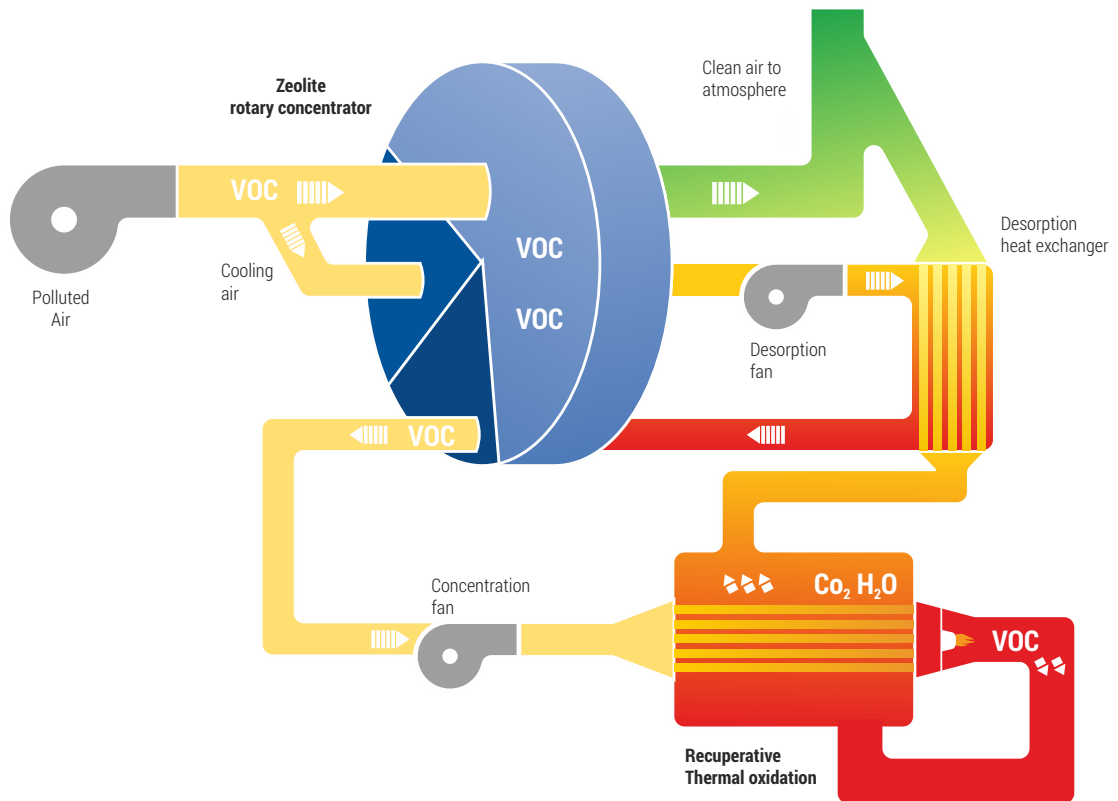 Zeolite
rotary concentrator
Clean air to
atmosphere
VOC
VOC
VOC
Cooling
air
Polluted
Air
Desorption
heat exchanger
Desorption
fan
VOC
Concentration
fan
Co₂ H₂O
VOC
Recuperative
Thermal oxidation